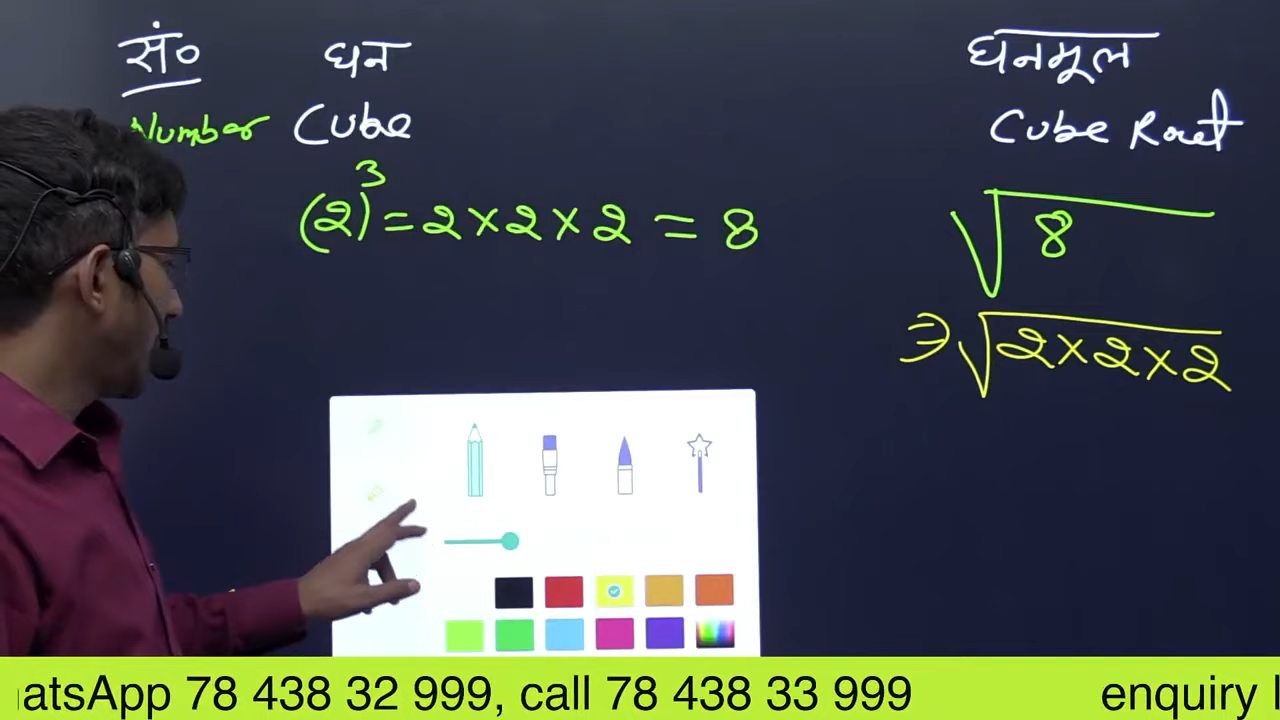 सं० घन घनमूल
Number Cube Cube Root
(2)³ = 2 × 2 × 2 = 8
√8
⇒ √2 × 2 × 2
atsApp 78 438 32 999, call 78 438 33 999 enquiry